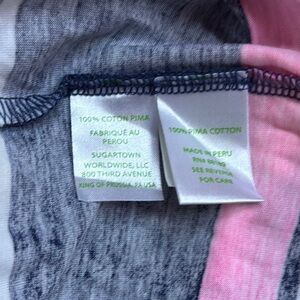 100% COTON PIMA
FABRIQUÉ AU
PEROU
SUGARTOWN
WORLDWIDE, LLC
800 THIRD AVENUE
KING OF PRUSSIA, PA USA
100% PIMA COTTON
MADE IN PERU
SEE REVERSE
FOR CARE